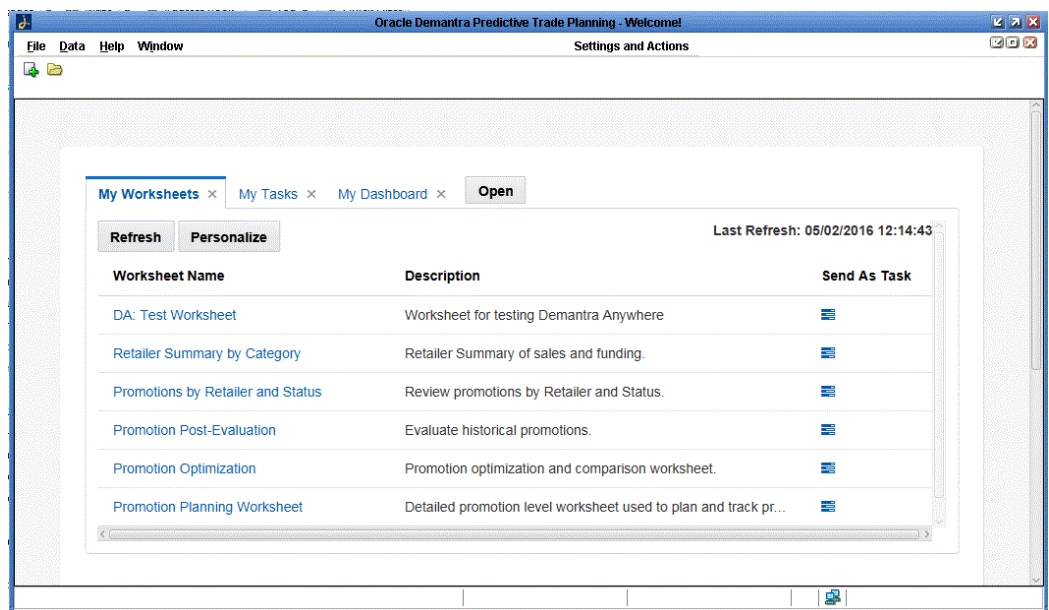 Oracle Demantra Predictive Trade Planning - Welcome!
File Data Help Window Settings and Actions
My Worksheets × My Tasks × My Dashboard × Open
Refresh Personalize Last Refresh: 05/02/2016 12:14:43
Worksheet Name Description Send As Task
DA: Test Worksheet Worksheet for testing Demantra Anywhere
Retailer Summary by Category Retailer Summary of sales and funding.
Promotions by Retailer and Status Review promotions by Retailer and Status.
Promotion Post-Evaluation Evaluate historical promotions.
Promotion Optimization Promotion optimization and comparison worksheet.
Promotion Planning Worksheet Detailed promotion level worksheet used to plan and track pr...